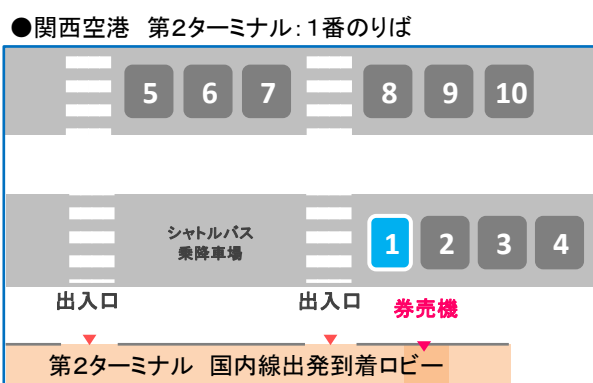 ●関西空港 第2ターミナル：1番のりば
5 6 7 8 9 10
シャトルバス
乗降車場
1 2 3 4
出入口 出入口 券売機
第2ターミナル 国内線出発到着ロビー